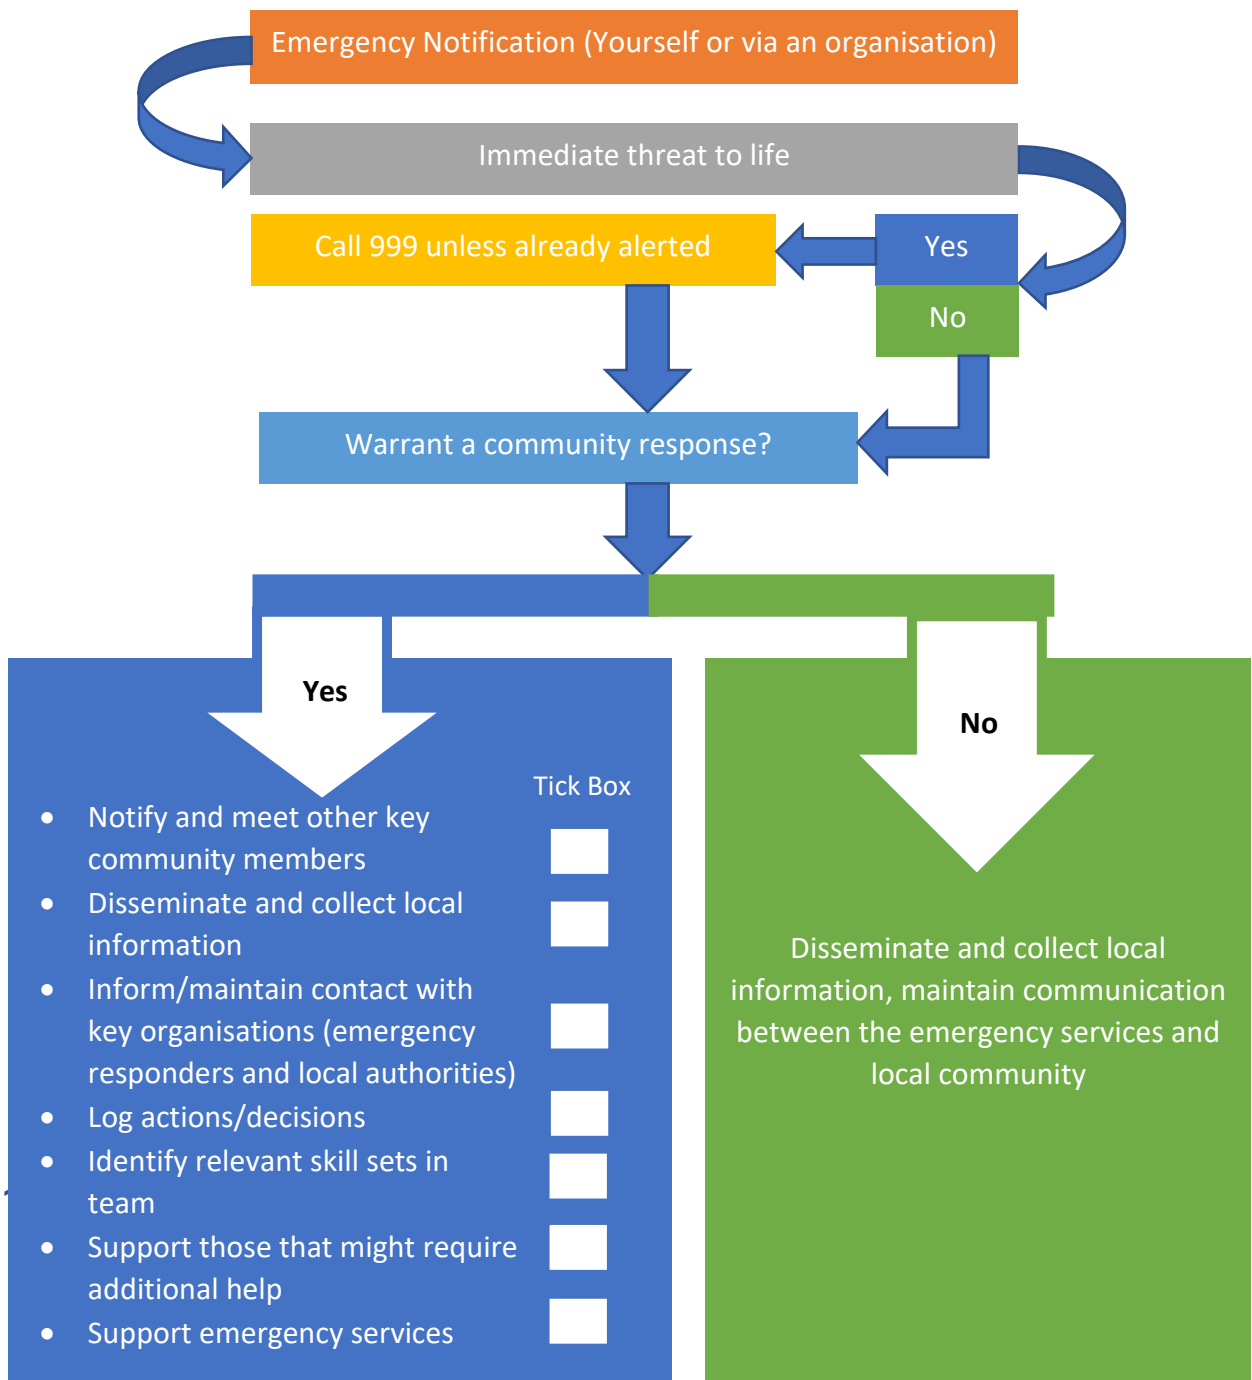 Emergency Notification (Yourself or via an organisation)
Immediate threat to life
Call 999 unless already alerted
Yes
No
Warrant a community response?
Yes
Tick Box
• Notify and meet other key
community members
• Disseminate and collect local
information
• Inform/maintain contact with
key organisations (emergency
responders and local authorities)
• Log actions/decisions
• Identify relevant skill sets in
team
• Support those that might require
additional help
• Support emergency services
No
Disseminate and collect local
information, maintain communication
between the emergency services and
local community